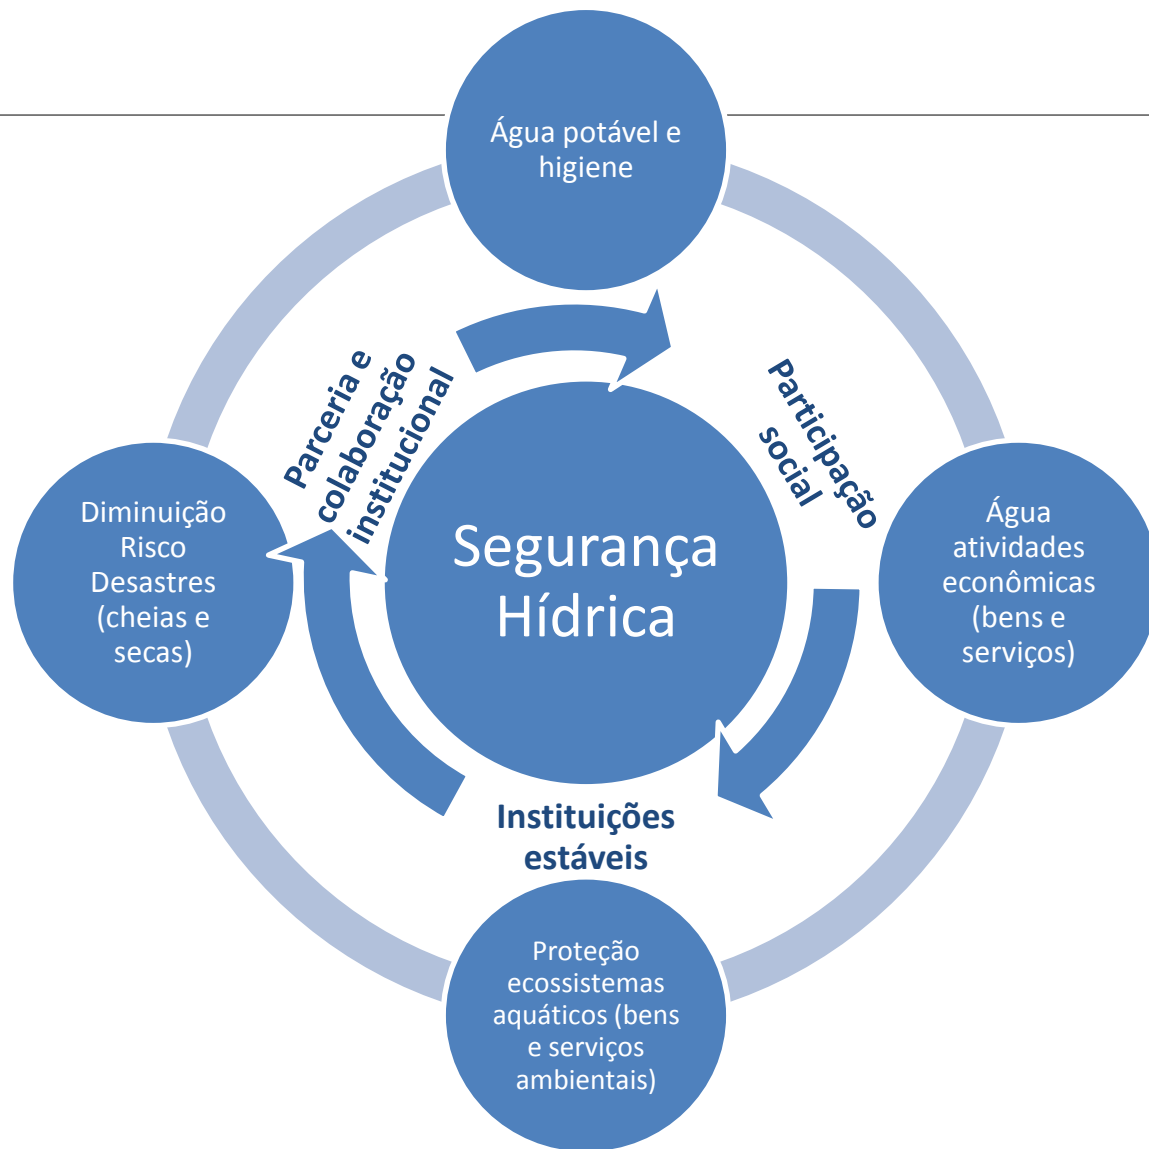 Água potável e
higiene
Parceria e
colaboração
institucional
Participação
social
Diminuição
Risco
Desastres
(cheias e
secas)
Segurança
Hídrica
Água
atividades
econômicas
(bens e
serviços)
Instituições
estáveis
Proteção
ecossistemas
aquáticos (bens
e serviços
ambientais)